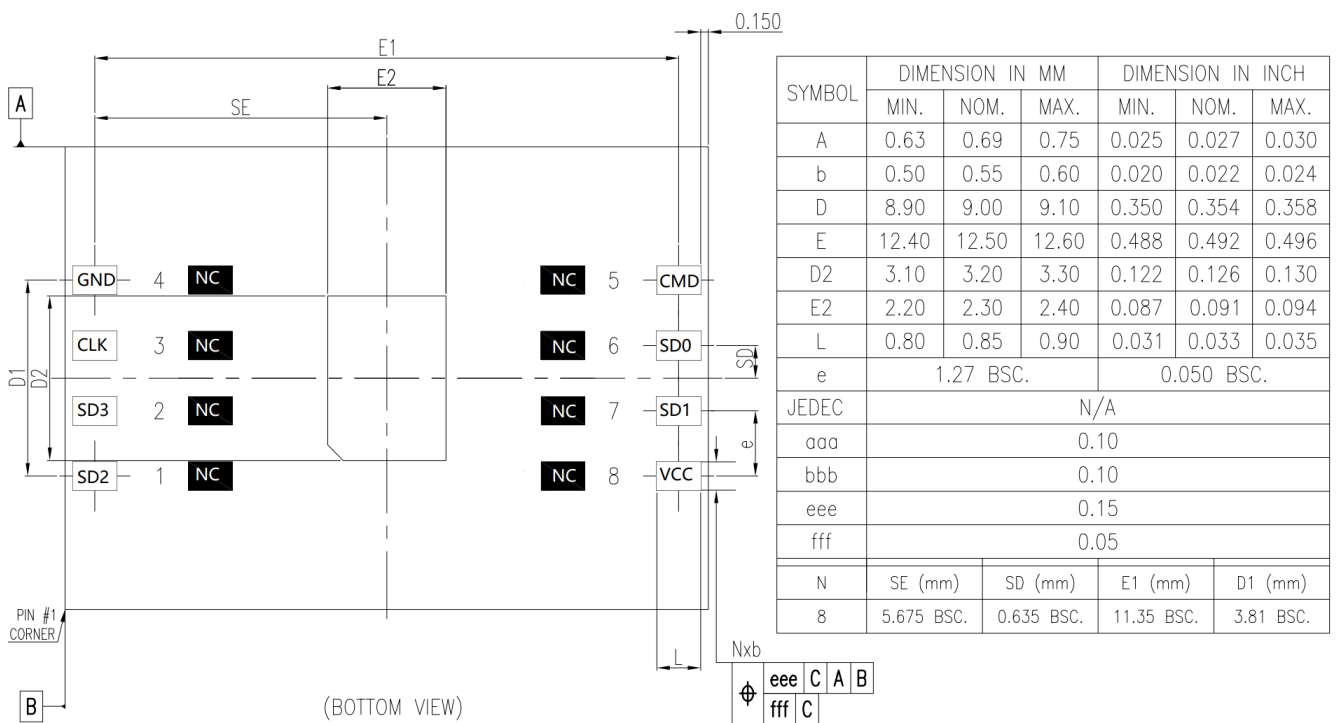 0.150
E1
E2
SE
A
GND 4 NC NC 5 CMD
CLK 3 NC NC 6 SD0
SD
D1
D2
SD3 2 NC NC 7 SD1
e
SD2 1 NC NC 8 VCC
PIN #1
CORNER
L
Nxb
eee C A B
fff C
B
(BOTTOM VIEW)
SYMBOL DIMENSION IN MM DIMENSION IN INCH
MIN. NOM. MAX. MIN. NOM. MAX.
A 0.63 0.69 0.75 0.025 0.027 0.030
b 0.50 0.55 0.60 0.020 0.022 0.024
D 8.90 9.00 9.10 0.350 0.354 0.358
E 12.40 12.50 12.60 0.488 0.492 0.496
D2 3.10 3.20 3.30 0.122 0.126 0.130
E2 2.20 2.30 2.40 0.087 0.091 0.094
L 0.80 0.85 0.90 0.031 0.033 0.035
e 1.27 BSC. 0.050 BSC.
JEDEC N/A
aaa 0.10
bbb 0.10
eee 0.15
fff 0.05
N SE (mm) SD (mm) E1 (mm) D1 (mm)
8 5.675 BSC. 0.635 BSC. 11.35 BSC. 3.81 BSC.